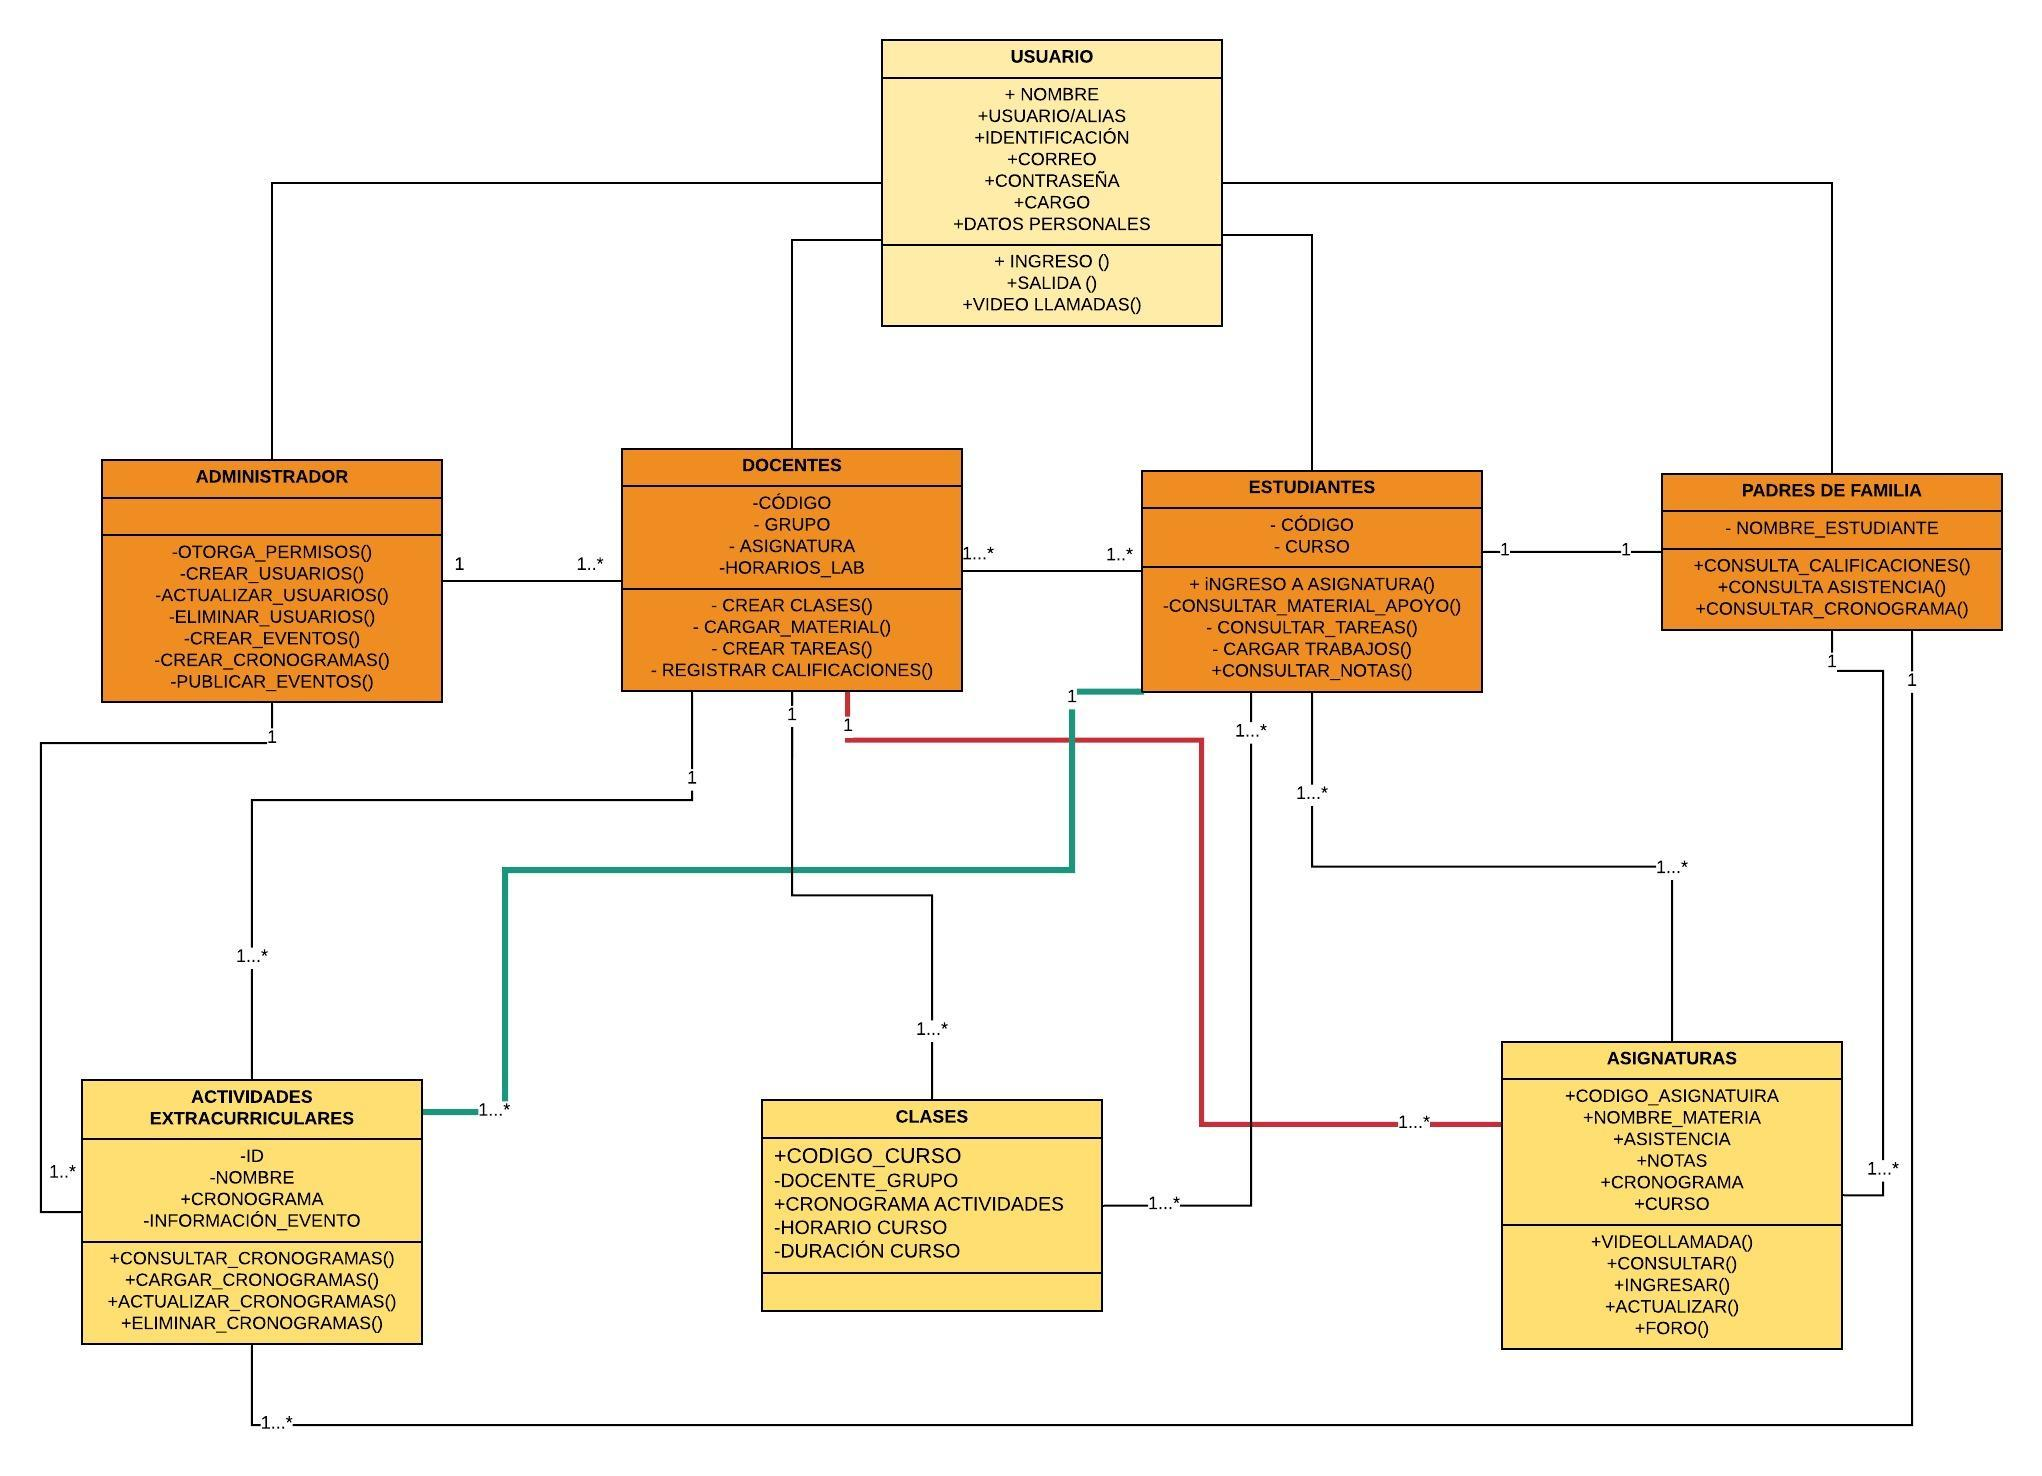 USUARIO
+ NOMBRE
+USUARIO/ALIAS
+IDENTIFICACIÓN
+CORREO
+CONTRASEÑA
+CARGO
+DATOS PERSONALES
+ INGRESO ()
+SALIDA ()
+VIDEO LLAMADAS()
ADMINISTRADOR
-OTORGA_PERMISOS()
-CREAR_USUARIOS()
-ACTUALIZAR_USUARIOS()
-ELIMINAR_USUARIOS()
-CREAR_EVENTOS()
-CREAR_CRONOGRAMAS()
-PUBLICAR_EVENTOS()
1
1..*
DOCENTES
-CÓDIGO
- GRUPO
- ASIGNATURA
-HORARIOS_LAB
- CREAR CLASES()
- CARGAR_MATERIAL()
- CREAR TAREAS()
- REGISTRAR CALIFICACIONES()
1...*
1..*
ESTUDIANTES
- CÓDIGO
- CURSO
+ iNGRESO A ASIGNATURA()
-CONSULTAR_MATERIAL_APOYO()
- CONSULTAR_TAREAS()
- CARGAR TRABAJOS()
+CONSULTAR_NOTAS()
1
1
PADRES DE FAMILIA
- NOMBRE_ESTUDIANTE
+CONSULTA_CALIFICACIONES()
+CONSULTA ASISTENCIA()
+CONSULTAR_CRONOGRAMA()
1
1
1
1
1
1...*
1...*
1
1
1...*
1...*
1...*
1...*
1...*
1...*
1..*
1...*
1...*
ACTIVIDADES
EXTRACURRICULARES
-ID
-NOMBRE
+CRONOGRAMA
-INFORMACIÓN_EVENTO
+CONSULTAR_CRONOGRAMAS()
+CARGAR_CRONOGRAMAS()
+ACTUALIZAR_CRONOGRAMAS()
+ELIMINAR_CRONOGRAMAS()
CLASES
+CODIGO_CURSO
-DOCENTE_GRUPO
+CRONOGRAMA ACTIVIDADES
-HORARIO CURSO
-DURACIÓN CURSO
ASIGNATURAS
+CODIGO_ASIGNATUIRA
+NOMBRE_MATERIA
+ASISTENCIA
+NOTAS
+CRONOGRAMA
+CURSO
+VIDEOLLAMADA()
+CONSULTAR()
+INGRESAR()
+ACTUALIZAR()
+FORO()
1...*